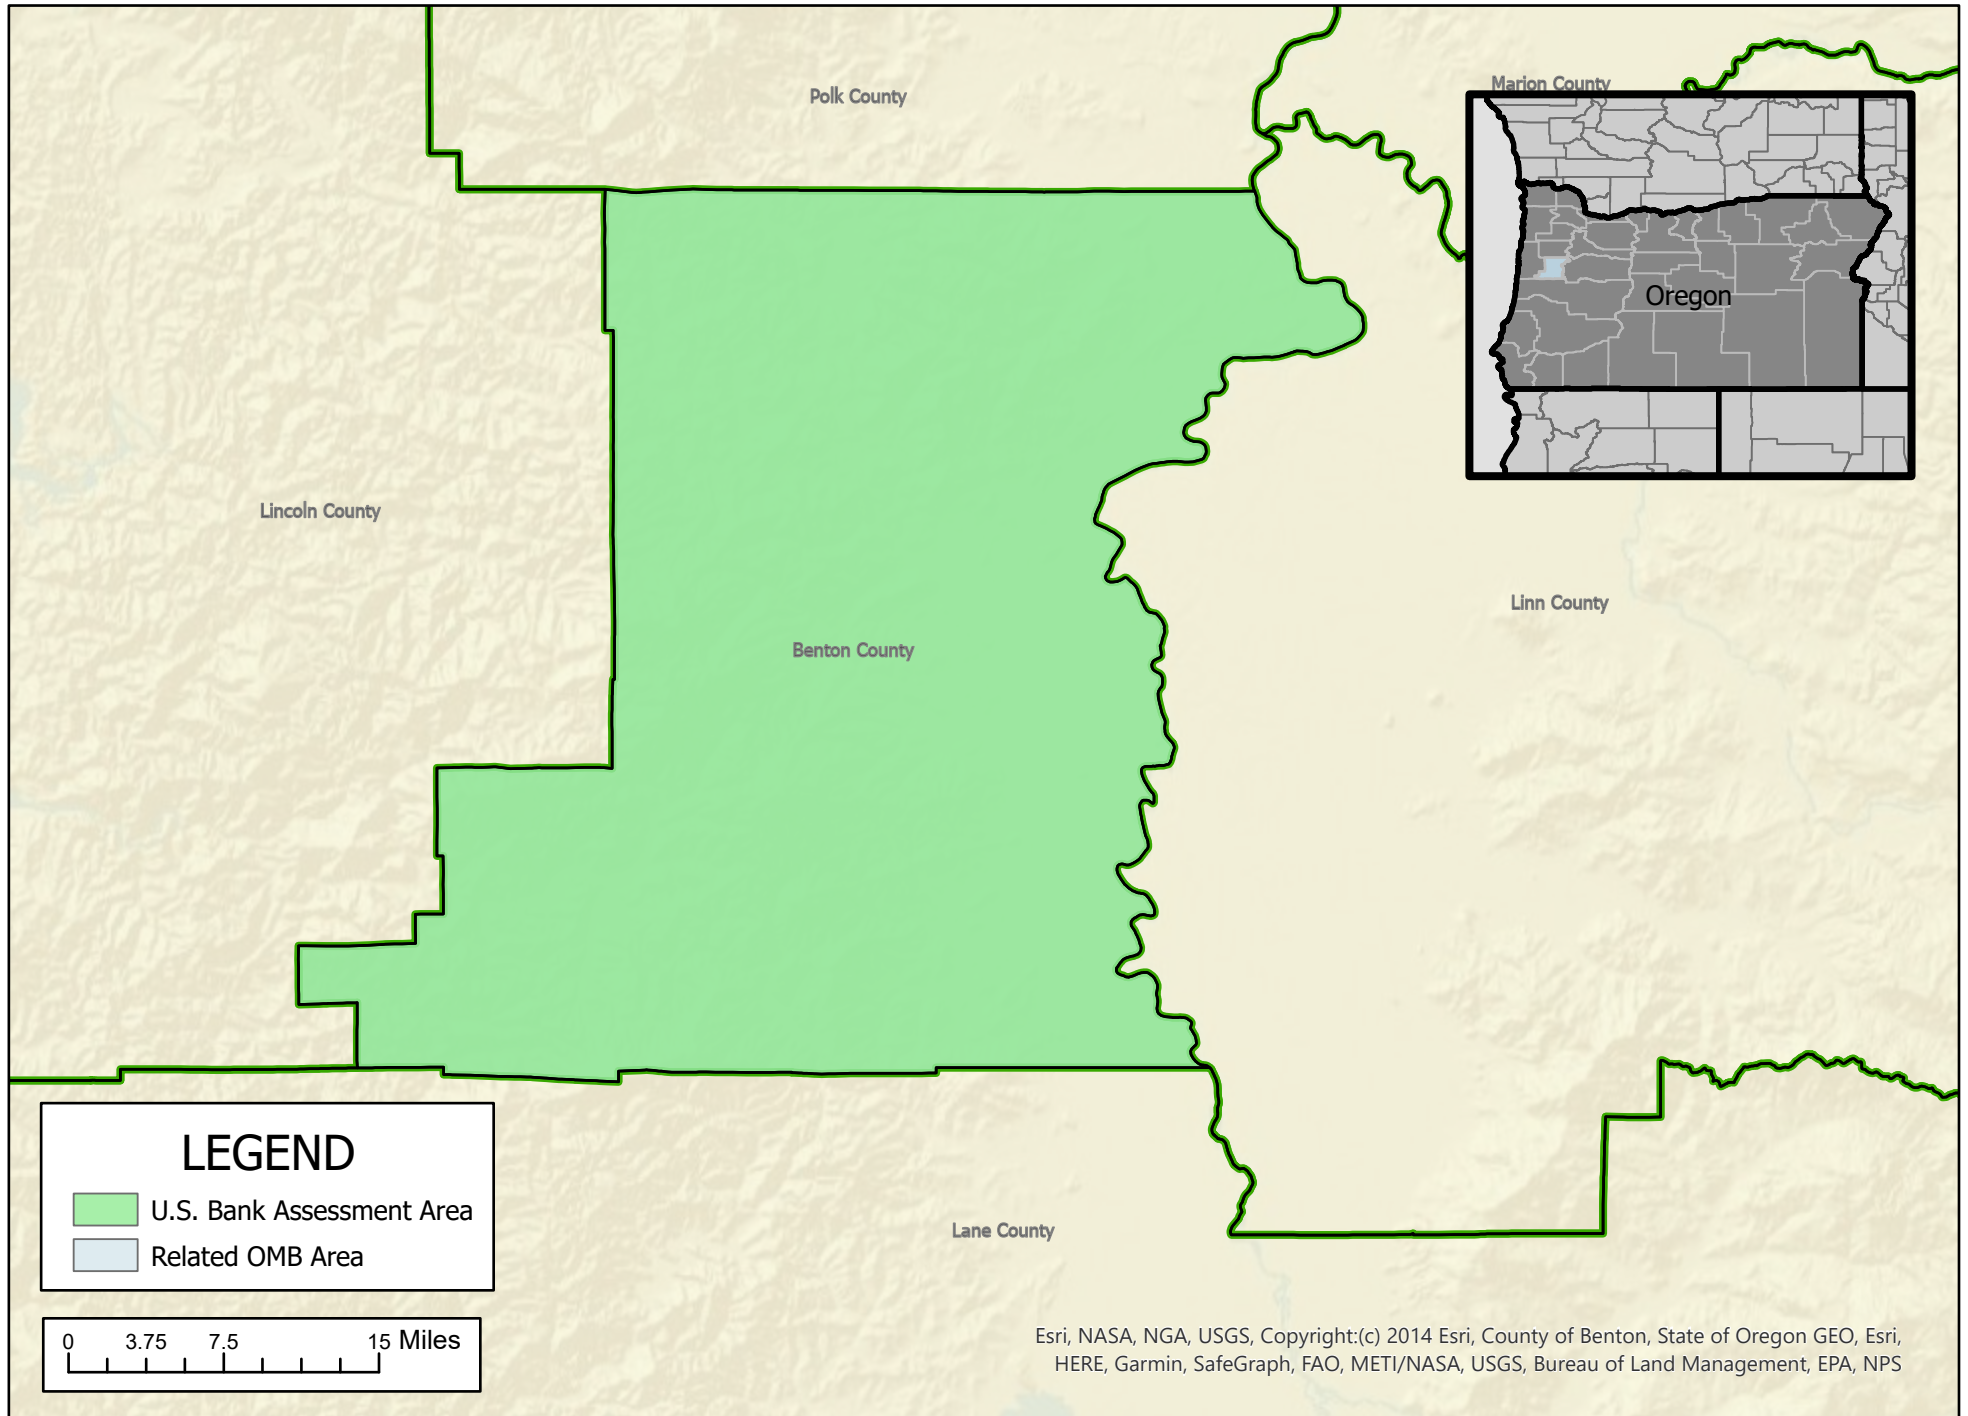 Polk County
Marion County
Oregon
Lincoln County
Linn County
Benton County
LEGEND
U.S. Bank Assessment Area
Related OMB Area
Lane County
0 3.75 7.5 15 Miles
Esri, NASA, NGA, USGS, Copyright:(c) 2014 Esri, County of Benton, State of Oregon GEO, Esri,
HERE, Garmin, SafeGraph, FAO, METI/NASA, USGS, Bureau of Land Management, EPA, NPS